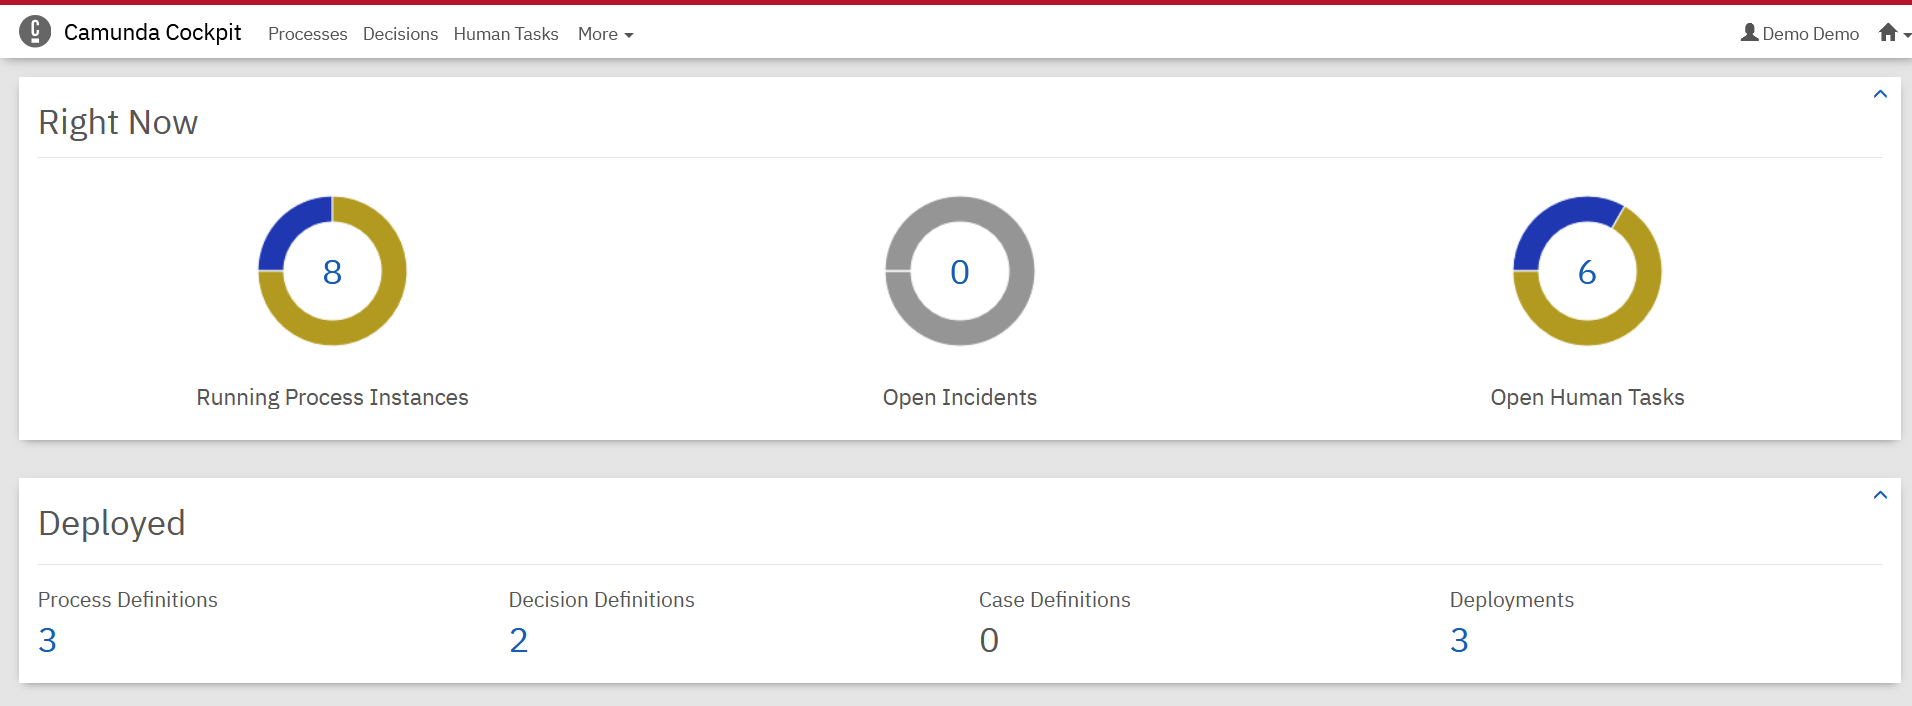 C Camunda Cockpit Processes Decisions Human Tasks More Demo Demo
Right Now
8 0 6
Running Process Instances Open Incidents Open Human Tasks
Deployed
Process Definitions Decision Definitions Case Definitions Deployments
3 2 0 3